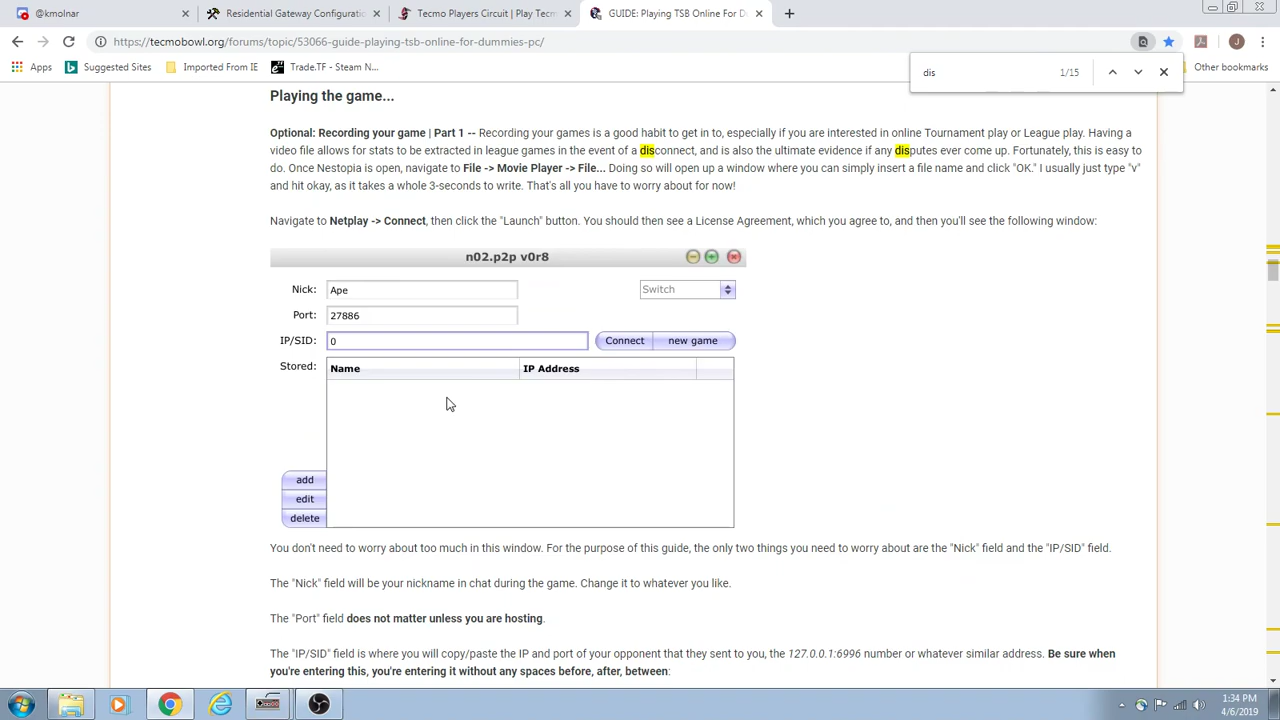 @kmolnar
Residential Gateway Configuratio
Tecmo Players Circuit | Play Tecm
GUIDE: Playing TSB Online For Du
https://tecmobowl.org/forums/topic/53066-guide-playing-tsb-online-for-dummies-pc/
J
Apps
Suggested Sites
Imported From IE
Trade.TF - Steam N...
Other bookmarks
dis
1/15
Playing the game...
Optional: Recording your game | Part 1 -- Recording your games is a good habit to get in to, especially if you are interested in online Tournament play or League play. Having a
video file allows for stats to be extracted in league games in the event of a disconnect, and is also the ultimate evidence if any disputes ever come up. Fortunately, this is easy to
do. Once Nestopia is open, navigate to File -> Movie Player -> File... Doing so will open up a window where you can simply insert a file name and click "OK." I usually just type "v"
and hit okay, as it takes a whole 3-seconds to write. That's all you have to worry about for now!
Navigate to Netplay -> Connect, then click the "Launch" button. You should then see a License Agreement, which you agree to, and then you'll see the following window:
n02.p2p v0r8
Nick:
Ape
Switch
Port:
27886
IP/SID:
0
Connect
new game
Stored:
Name
IP Address
add
edit
delete
You don't need to worry about too much in this window. For the purpose of this guide, the only two things you need to worry about are the "Nick" field and the "IP/SID" field.
The "Nick" field will be your nickname in chat during the game. Change it to whatever you like.
The "Port" field does not matter unless you are hosting.
The "IP/SID" field is where you will copy/paste the IP and port of your opponent that they sent to you, the 127.0.0.1:6996 number or whatever similar address. Be sure when
you're entering this, you're entering it without any spaces before, after, between:
1:34 PM
4/6/2019